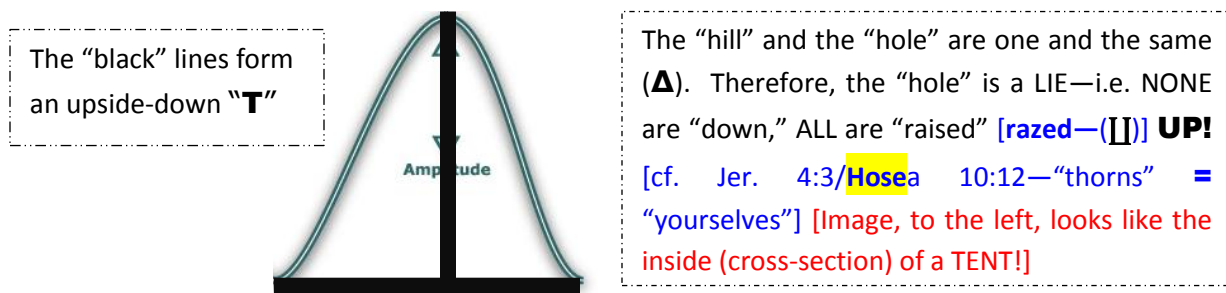 The “black” lines form
an upside-down “T”
Amplitude
The “hill” and the “hole” are one and the same
(Δ). Therefore, the “hole” is a LIE—i.e. NONE
are “down,” ALL are “raised” [razed—([])] UP!
[cf. Jer. 4:3/Hosea 10:12—“thorns” =
“yourselves”] [Image, to the left, looks like the
inside (cross-section) of a TENT!]